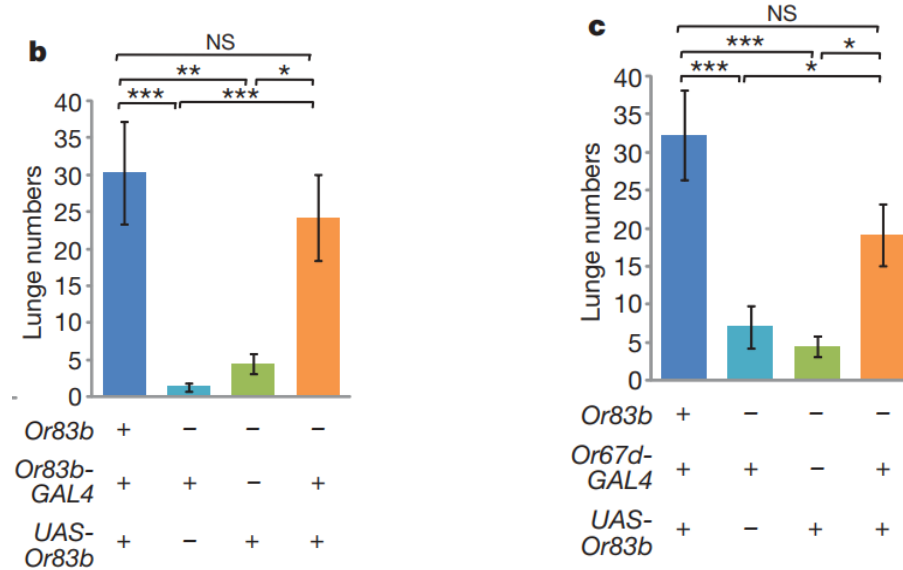 b
NS
** *
*** ***
40
35
30
25
20
15
10
5
0
Lunge numbers
Or83b + – – –
Or83b-
GAL4 + + – +
UAS-
Or83b + – + +
c
NS
*** *
*** *
40
35
30
25
20
15
10
5
0
Lunge numbers
Or83b + – – –
Or67d-
GAL4 + + – +
UAS-
Or83b + – + +